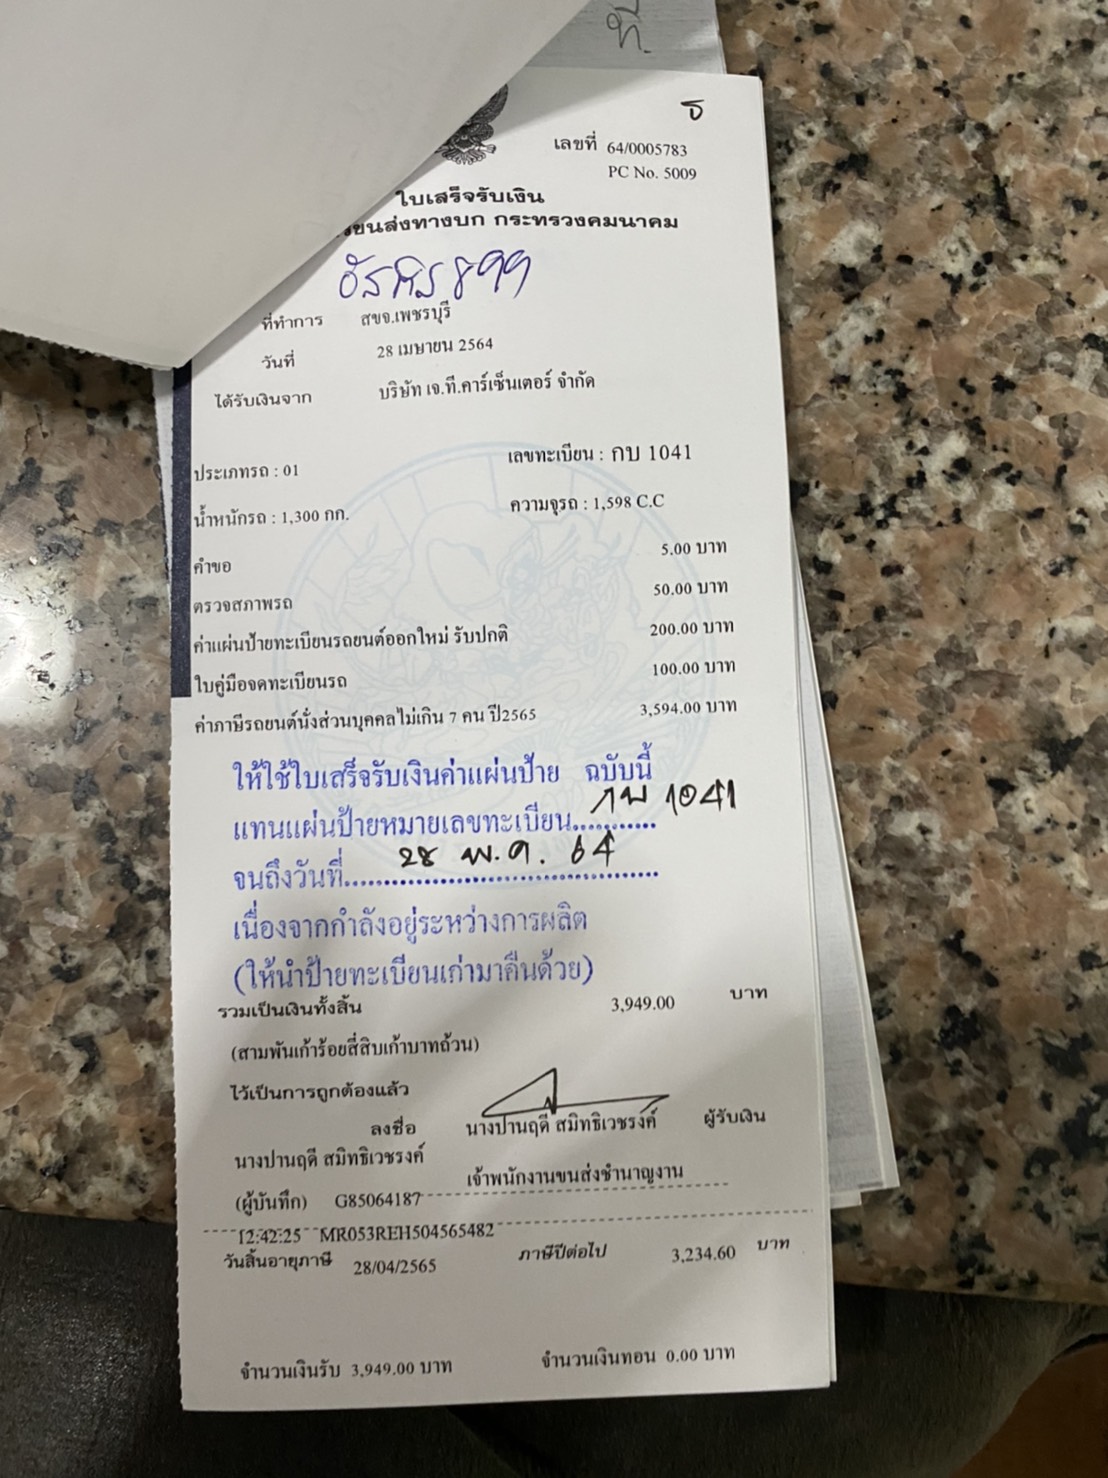 ที่
ธ
เลขที่ 64/0005783
PC No. 5009
ใบเสร็จรับเงิน
ขนส่งทางบก กระทรวงคมนาคม
899
ที่ทำการ สขจ.เพชรบุรี
วันที่ 28 เมษายน 2564
ได้รับเงินจาก บริษัท เจ.ที.คาร์เซ็นเตอร์ จำกัด
ประเภทรถ : 01 เลขทะเบียน : กบ 1041
น้ำหนักรถ : 1,300 กก. ความจุรถ : 1,598 C.C
คำขอ 5.00 บาท
ตรวจสภาพรถ 50.00 บาท
ค่าแผ่นป้ายทะเบียนรถยนต์ออกใหม่ รับปกติ 200.00 บาท
ใบคู่มือจดทะเบียนรถ 100.00 บาท
ค่าภาษีรถยนต์นั่งส่วนบุคคลไม่เกิน 7 คน ปี2565 3,594.00 บาท
ให้ใช้ใบเสร็จรับเงินค่าแผ่นป้าย ฉบับนี้
แทนแผ่นป้ายหมายเลขทะเบียน...กบ 1041
จนถึงวันที่...28 พ.ค. 64
เนื่องจากกำลังอยู่ระหว่างการผลิต
(ให้นำป้ายทะเบียนเก่ามาคืนด้วย)
รวมเป็นเงินทั้งสิ้น 3,949.00 บาท
(สามพันเก้าร้อยสี่สิบเก้าบาทถ้วน)
ไว้เป็นการถูกต้องแล้ว
ลงชื่อ นางปานฤดี สมิทธิเวชรงค์ ผู้รับเงิน
นางปานฤดี สมิทธิเวชรงค์
เจ้าพนักงานขนส่งชำนาญงาน
(ผู้บันทึก) G85064187
12:42:25 MR053REH504565482
วันสิ้นอายุภาษี 28/04/2565 ภาษีปีต่อไป 3,234.60 บาท
จำนวนเงินรับ 3,949.00 บาท จำนวนเงินทอน 0.00 บาท